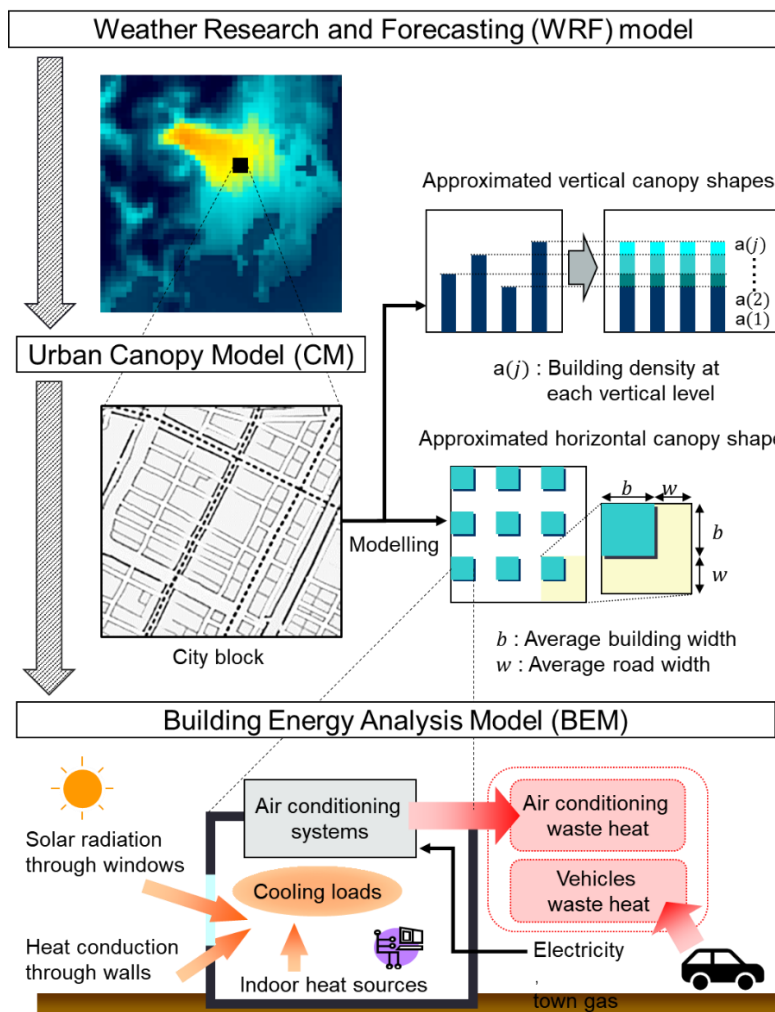 Weather Research and Forecasting (WRF) model
Approximated vertical canopy shapes
a(j)
a(2)
a(1)
Urban Canopy Model (CM)
a(j) : Building density at
each vertical level
Approximated horizontal canopy shape
b
w
b
w
Modelling
City block
b : Average building width
w : Average road width
Building Energy Analysis Model (BEM)
Air conditioning
systems
Air conditioning
waste heat
Solar radiation
through windows
Cooling loads
Vehicles
waste heat
Heat conduction
through walls
Indoor heat sources
Electricity
,
town gas